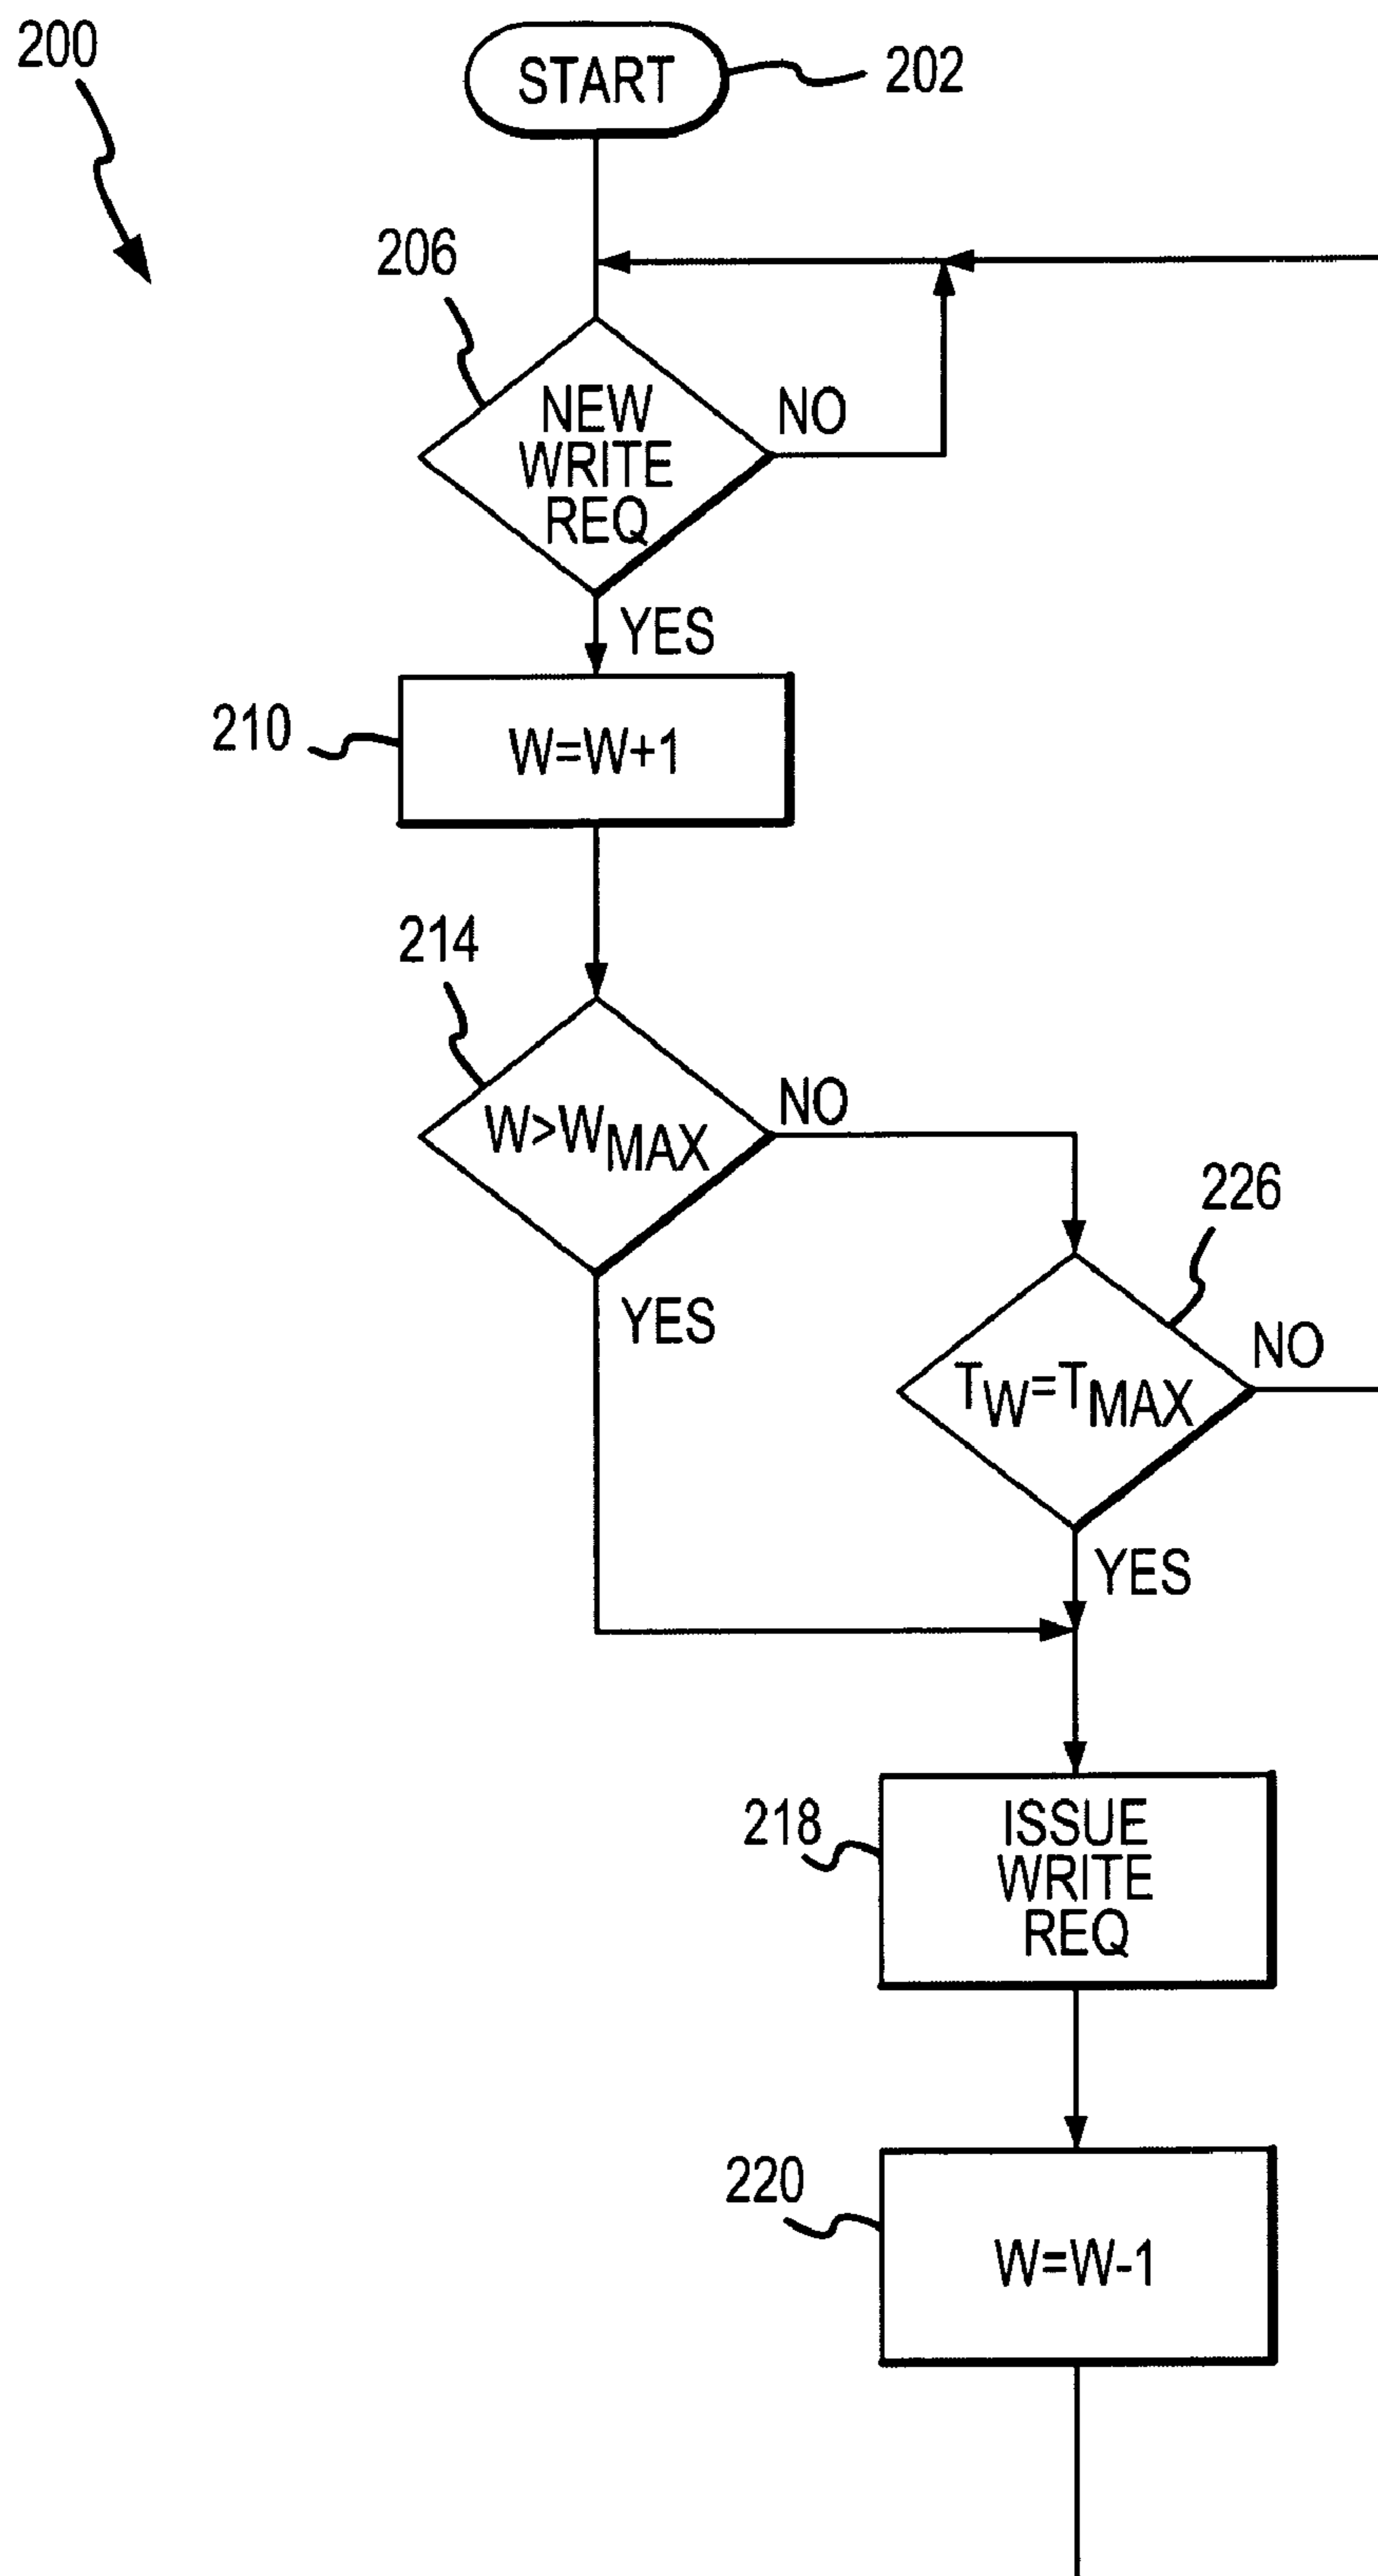 200
START
202
206
NEW
WRITE
REQ
NO
YES
210
W=W+1
214
W>WMAX
NO
YES
226
TW=TMAX
NO
YES
218
ISSUE
WRITE
REQ
220
W=W-1